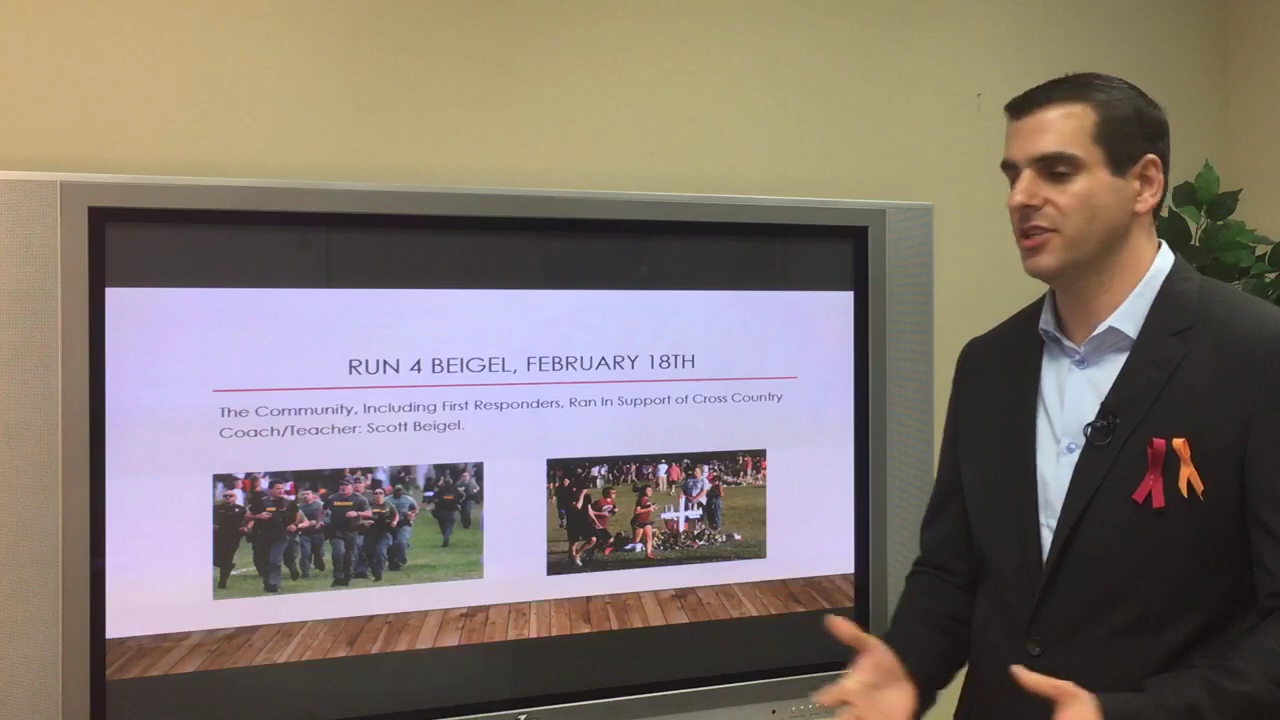 RUN 4 BEIGEL, FEBRUARY 18TH
The Community, Including First Responders, Ran In Support of Cross Country
Coach/Teacher: Scott Beigel.